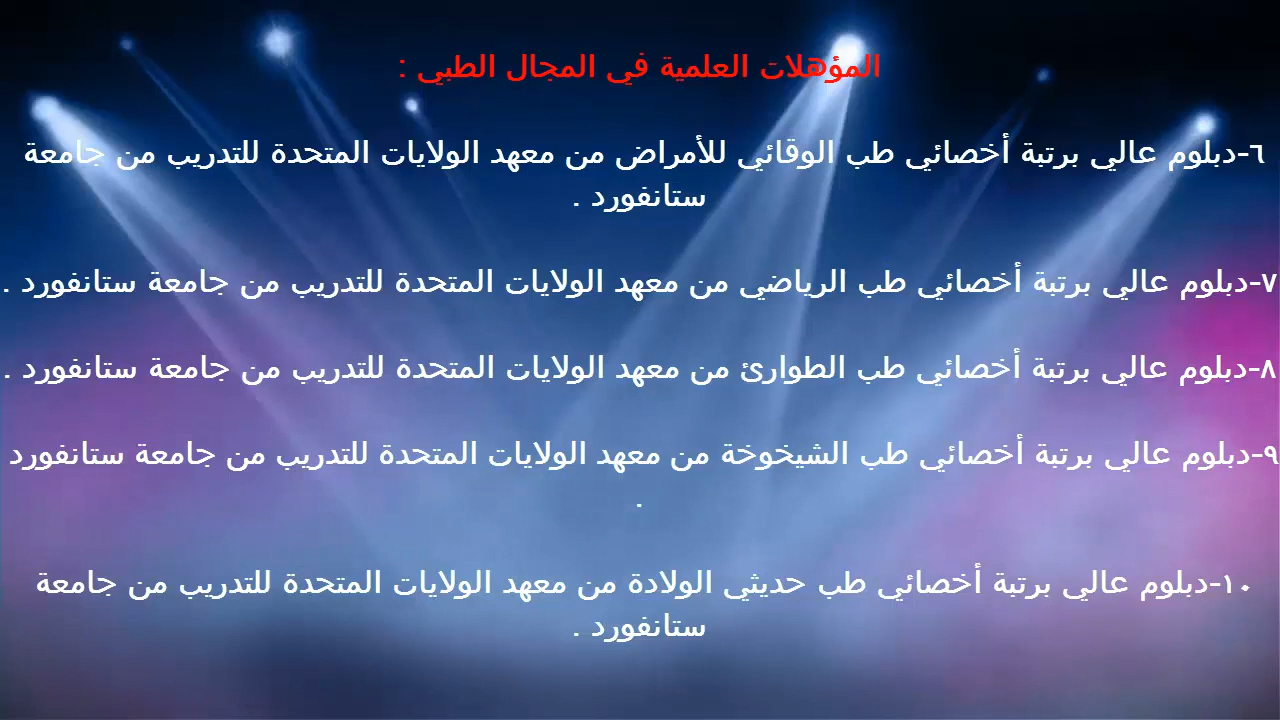 المؤهلات العلمية في المجال الطبي :
٦-دبلوم عالي برتبة أخصائي طب الوقائي للأمراض من معهد الولايات المتحدة للتدريب من جامعة
ستانفورد .
٧-دبلوم عالي برتبة أخصائي طب الرياضي من معهد الولايات المتحدة للتدريب من جامعة ستانفورد .
٨-دبلوم عالي برتبة أخصائي طب الطوارئ من معهد الولايات المتحدة للتدريب من جامعة ستانفورد .
٩-دبلوم عالي برتبة أخصائي طب الشيخوخة من معهد الولايات المتحدة للتدريب من جامعة ستانفورد
.
١٠-دبلوم عالي برتبة أخصائي طب حديثي الولادة من معهد الولايات المتحدة للتدريب من جامعة
ستانفورد .